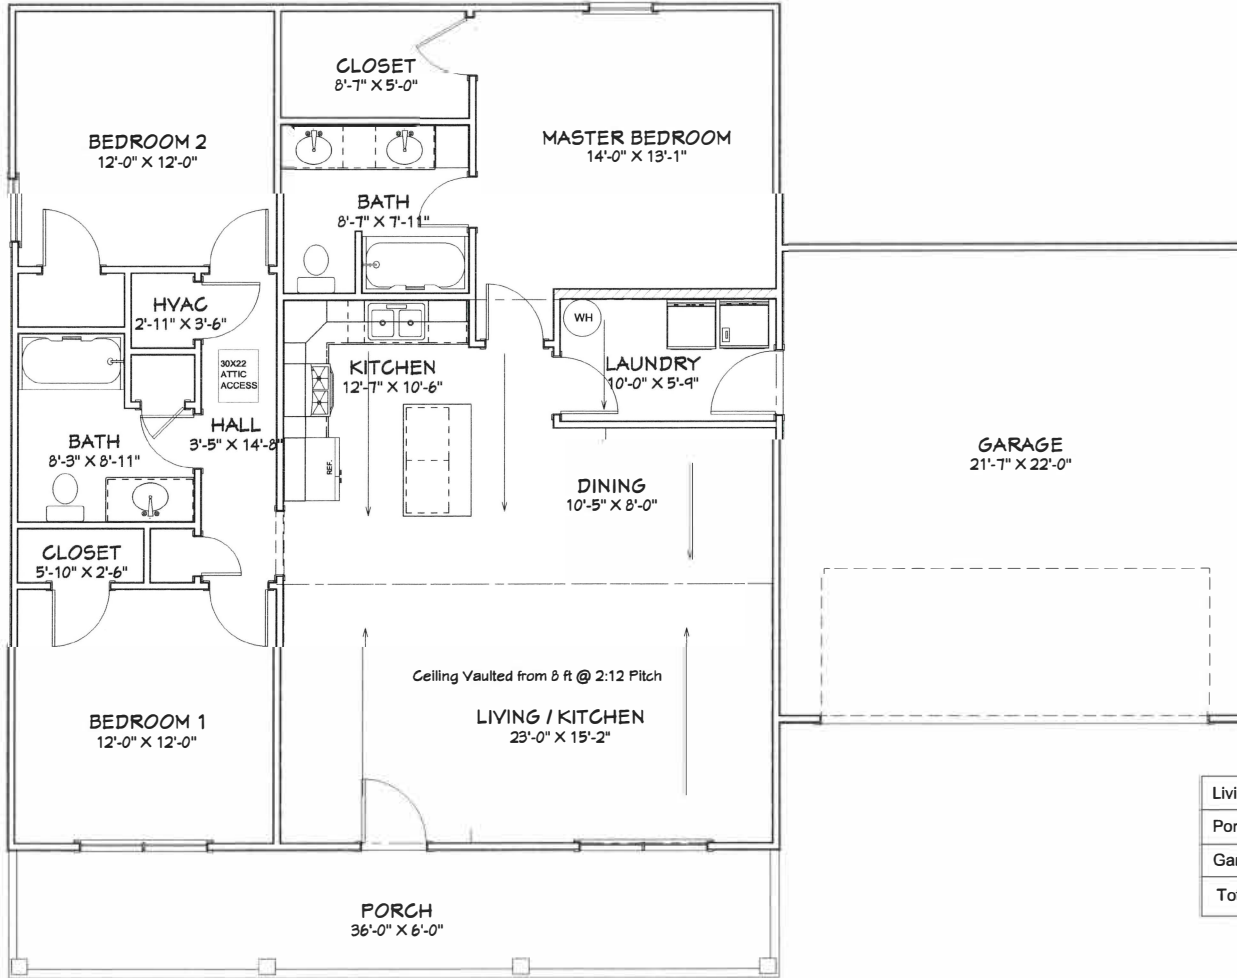 CLOSET
8'-7" X 5'-0"
BEDROOM 2
12'-0" X 12'-0"
MASTER BEDROOM
14'-0" X 13'-1"
BATH
8'-7" X 7'-11"
HVAC
2'-11" X 3'-6"
WH
30X22
ATTIC
ACCESS
KITCHEN
12'-7" X 10'-6"
LAUNDRY
10'-0" X 5'-9"
HALL
3'-5" X 14'-8"
BATH
8'-3" X 8'-11"
REF.
GARAGE
21'-7" X 22'-0"
DINING
10'-5" X 8'-0"
CLOSET
5'-10" X 2'-6"
Ceiling Vaulted from 8 ft @ 2:12 Pitch
LIVING / KITCHEN
23'-0" X 15'-2"
BEDROOM 1
12'-0" X 12'-0"
Livi
Por
Gar
To
PORCH
36'-0" X 6'-0"